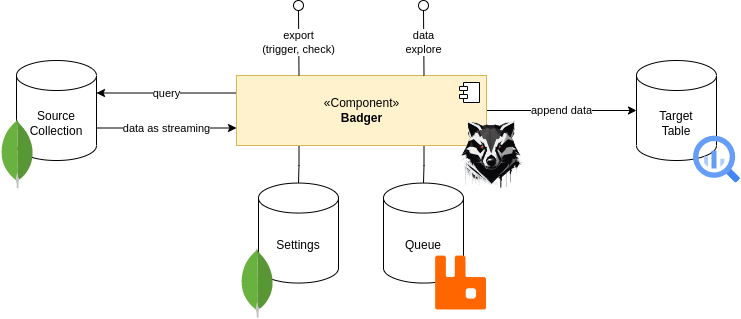 export
(trigger, check)
data
explore
Source
Collection
query
data as streaming
«Component»
Badger
append data
Target
Table
Settings
Queue